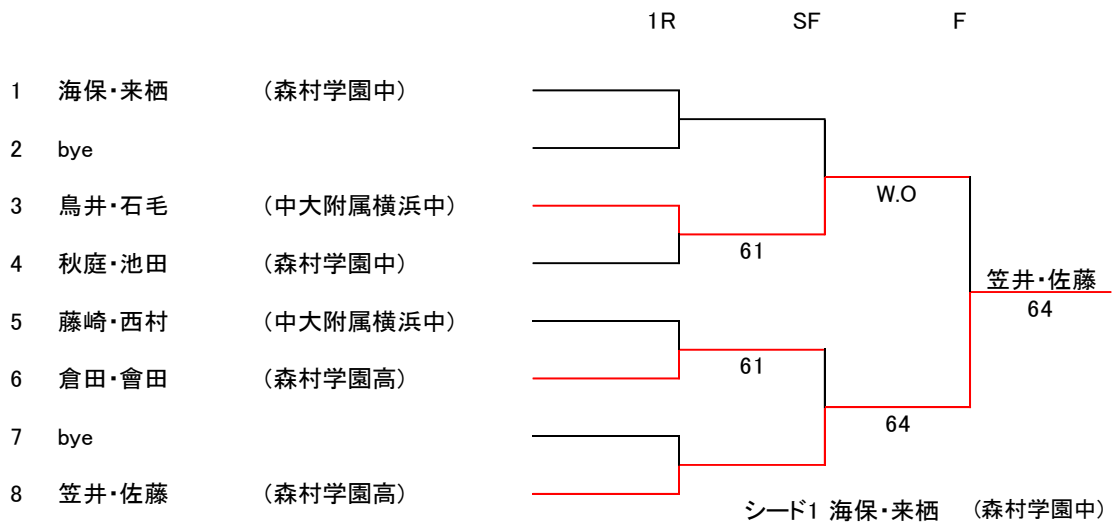 1R SF F
1 海保・来栖 (森村学園中)
2 bye
W.O
3 鳥井・石毛 (中大附属横浜中)
61
4 秋庭・池田 (森村学園中)
笠井・佐藤
64
5 藤崎・西村 (中大附属横浜中)
61
6 倉田・會田 (森村学園高)
64
7 bye
8 笠井・佐藤 (森村学園高)
シード1 海保・来栖 (森村学園中)